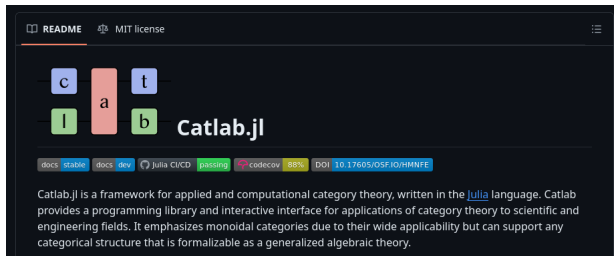 README MIT license
c t
a
l b
Catlab.jl
docs stable docs dev Julia CI/CD passing codecov 88% DOI 10.17605/OSF.IO/HMNFE
Catlab.jl is a framework for applied and computational category theory, written in the Julia language. Catlab
provides a programming library and interactive interface for applications of category theory to scientific and
engineering fields. It emphasizes monoidal categories due to their wide applicability but can support any
categorical structure that is formalizable as a generalized algebraic theory.